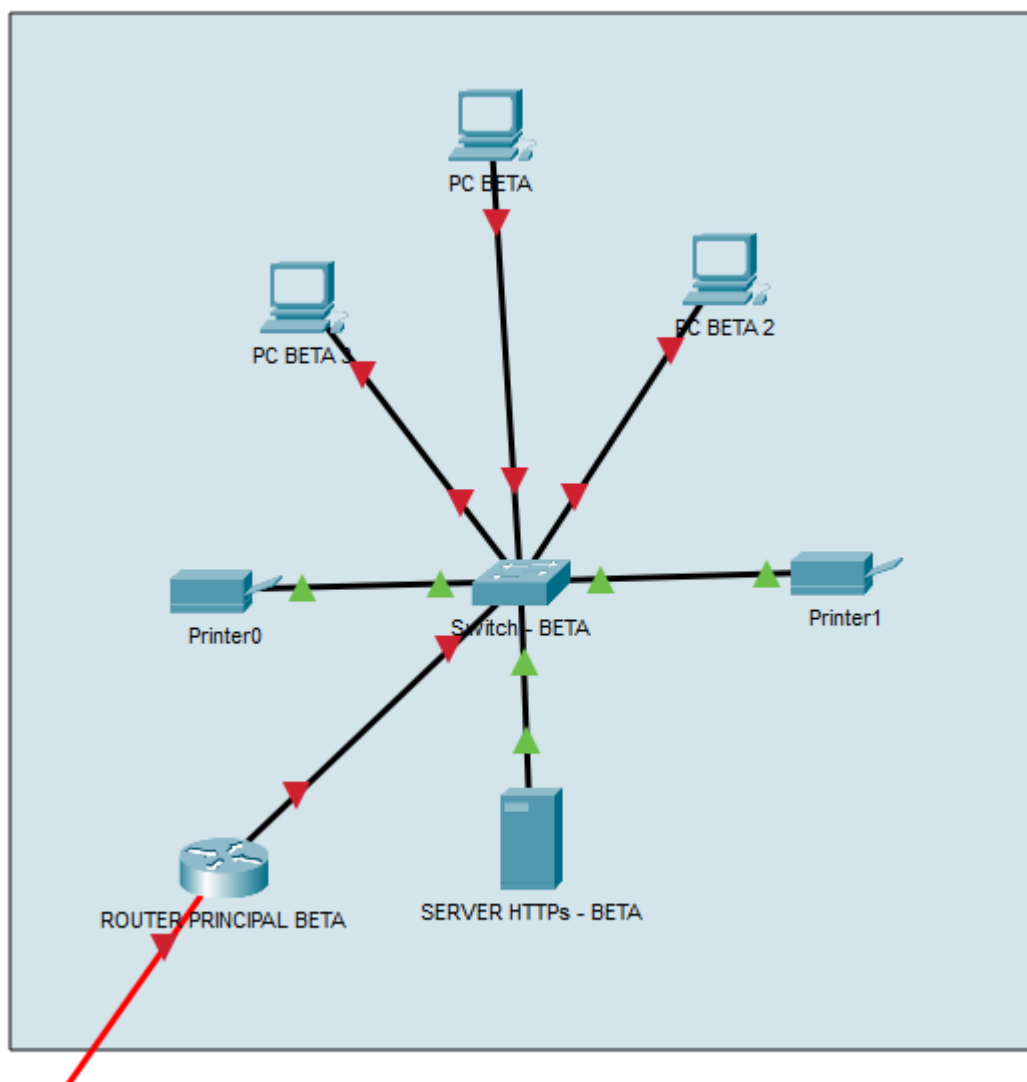 PC BETA
PC BETA 2
PC BETA 3
Printer0
Switch - BETA
Printer1
ROUTER PRINCIPAL BETA
SERVER HTTPs - BETA